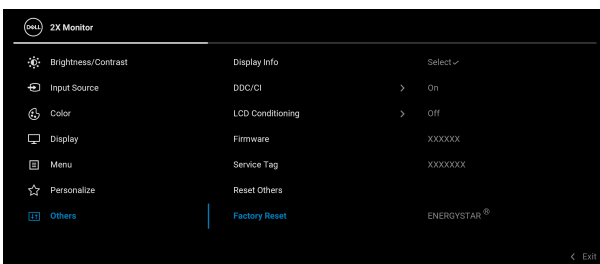 DELL 2X Monitor
Brightness/Contrast Display Info Select
Input Source DDC/CI > On
Color LCD Conditioning > Off
Display Firmware XXXXXX
Menu Service Tag XXXXXXX
Personalize Reset Others
Others Factory Reset ENERGYSTAR®
< Exit